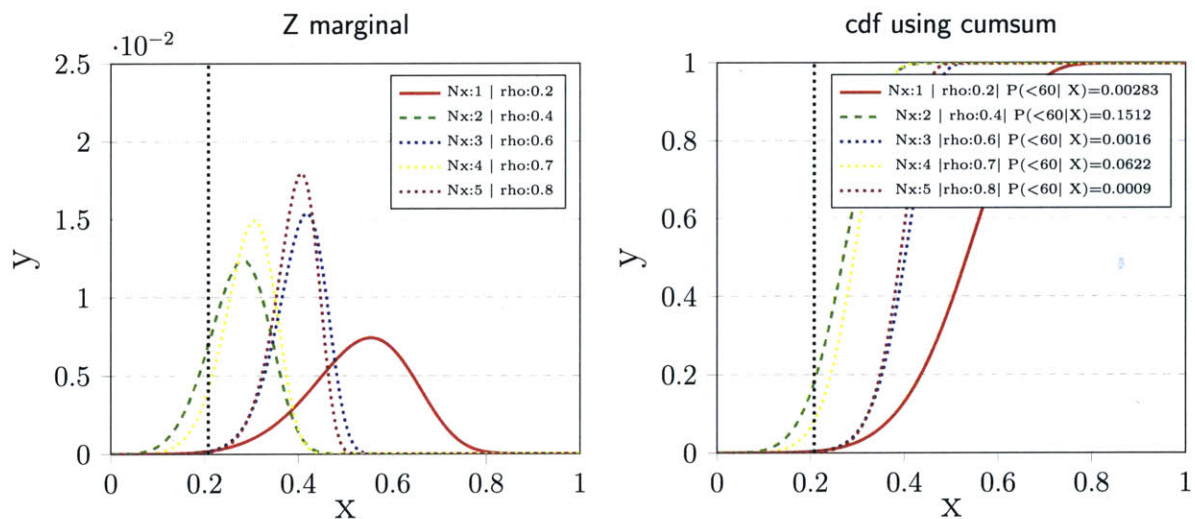 Z marginal
·10−2
2.5
2
1.5
1
0.5
0
y
0
0.2
0.4
0.6
0.8
1
x
Nx:1 | rho:0.2
Nx:2 | rho:0.4
Nx:3 | rho:0.6
Nx:4 | rho:0.7
Nx:5 | rho:0.8
cdf using cumsum
1
0.8
0.6
0.4
0.2
0
y
0
0.2
0.4
0.6
0.8
1
x
Nx:1 | rho:0.2| P(<60| X)=0.00283
Nx:2 | rho:0.4| P(<60|X)=0.1512
Nx:3 |rho:0.6| P(<60| X)=0.0016
Nx:4 |rho:0.7| P(<60| X)=0.0622
Nx:5 |rho:0.8| P(<60| X)=0.0009